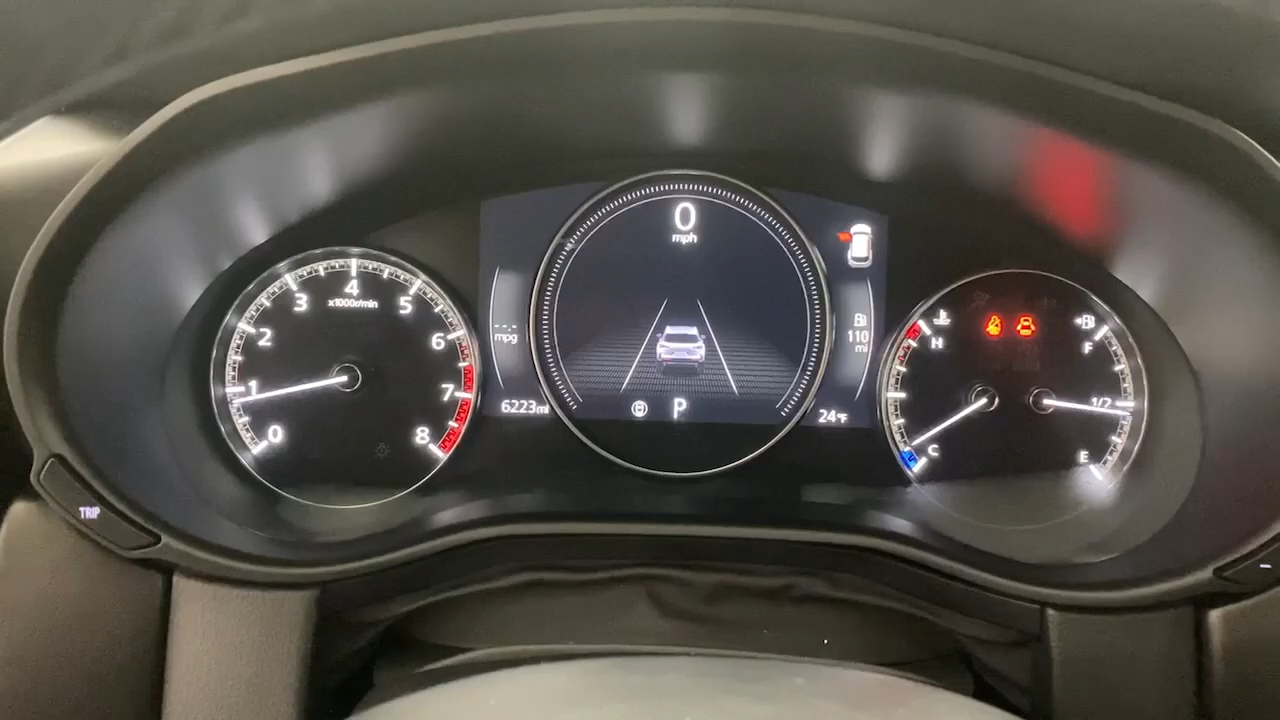 0
mph
4
3
5
x1000r/min
2
6
1
7
0
8
--- mpg
110
mi
6223mi
P
24°F
H
C
F
1/2
E
TRIP